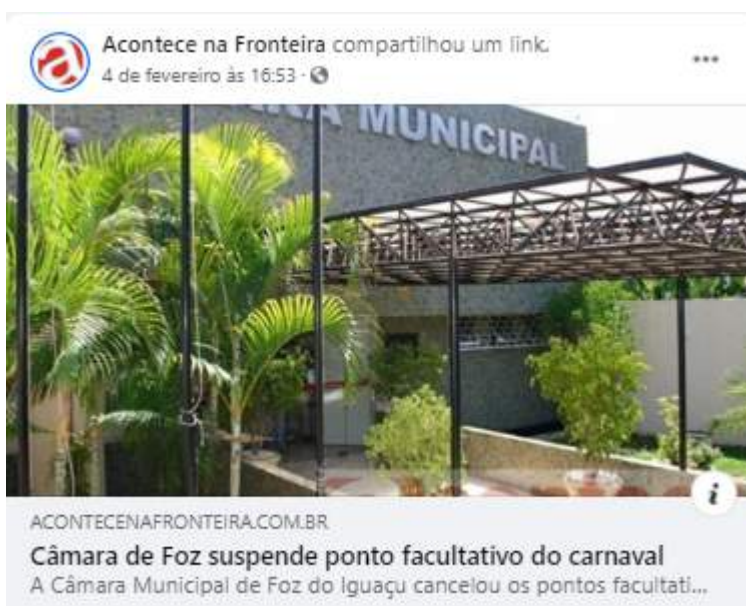 Acontece na Fronteira compartilhou um link.
4 de fevereiro às 16:53 ·
MUNICIPAL
ACONTECENAFRONTEIRA.COM.BR
Câmara de Foz suspende ponto facultativo do carnaval
A Câmara Municipal de Foz do Iguaçu cancelou os pontos facultati...